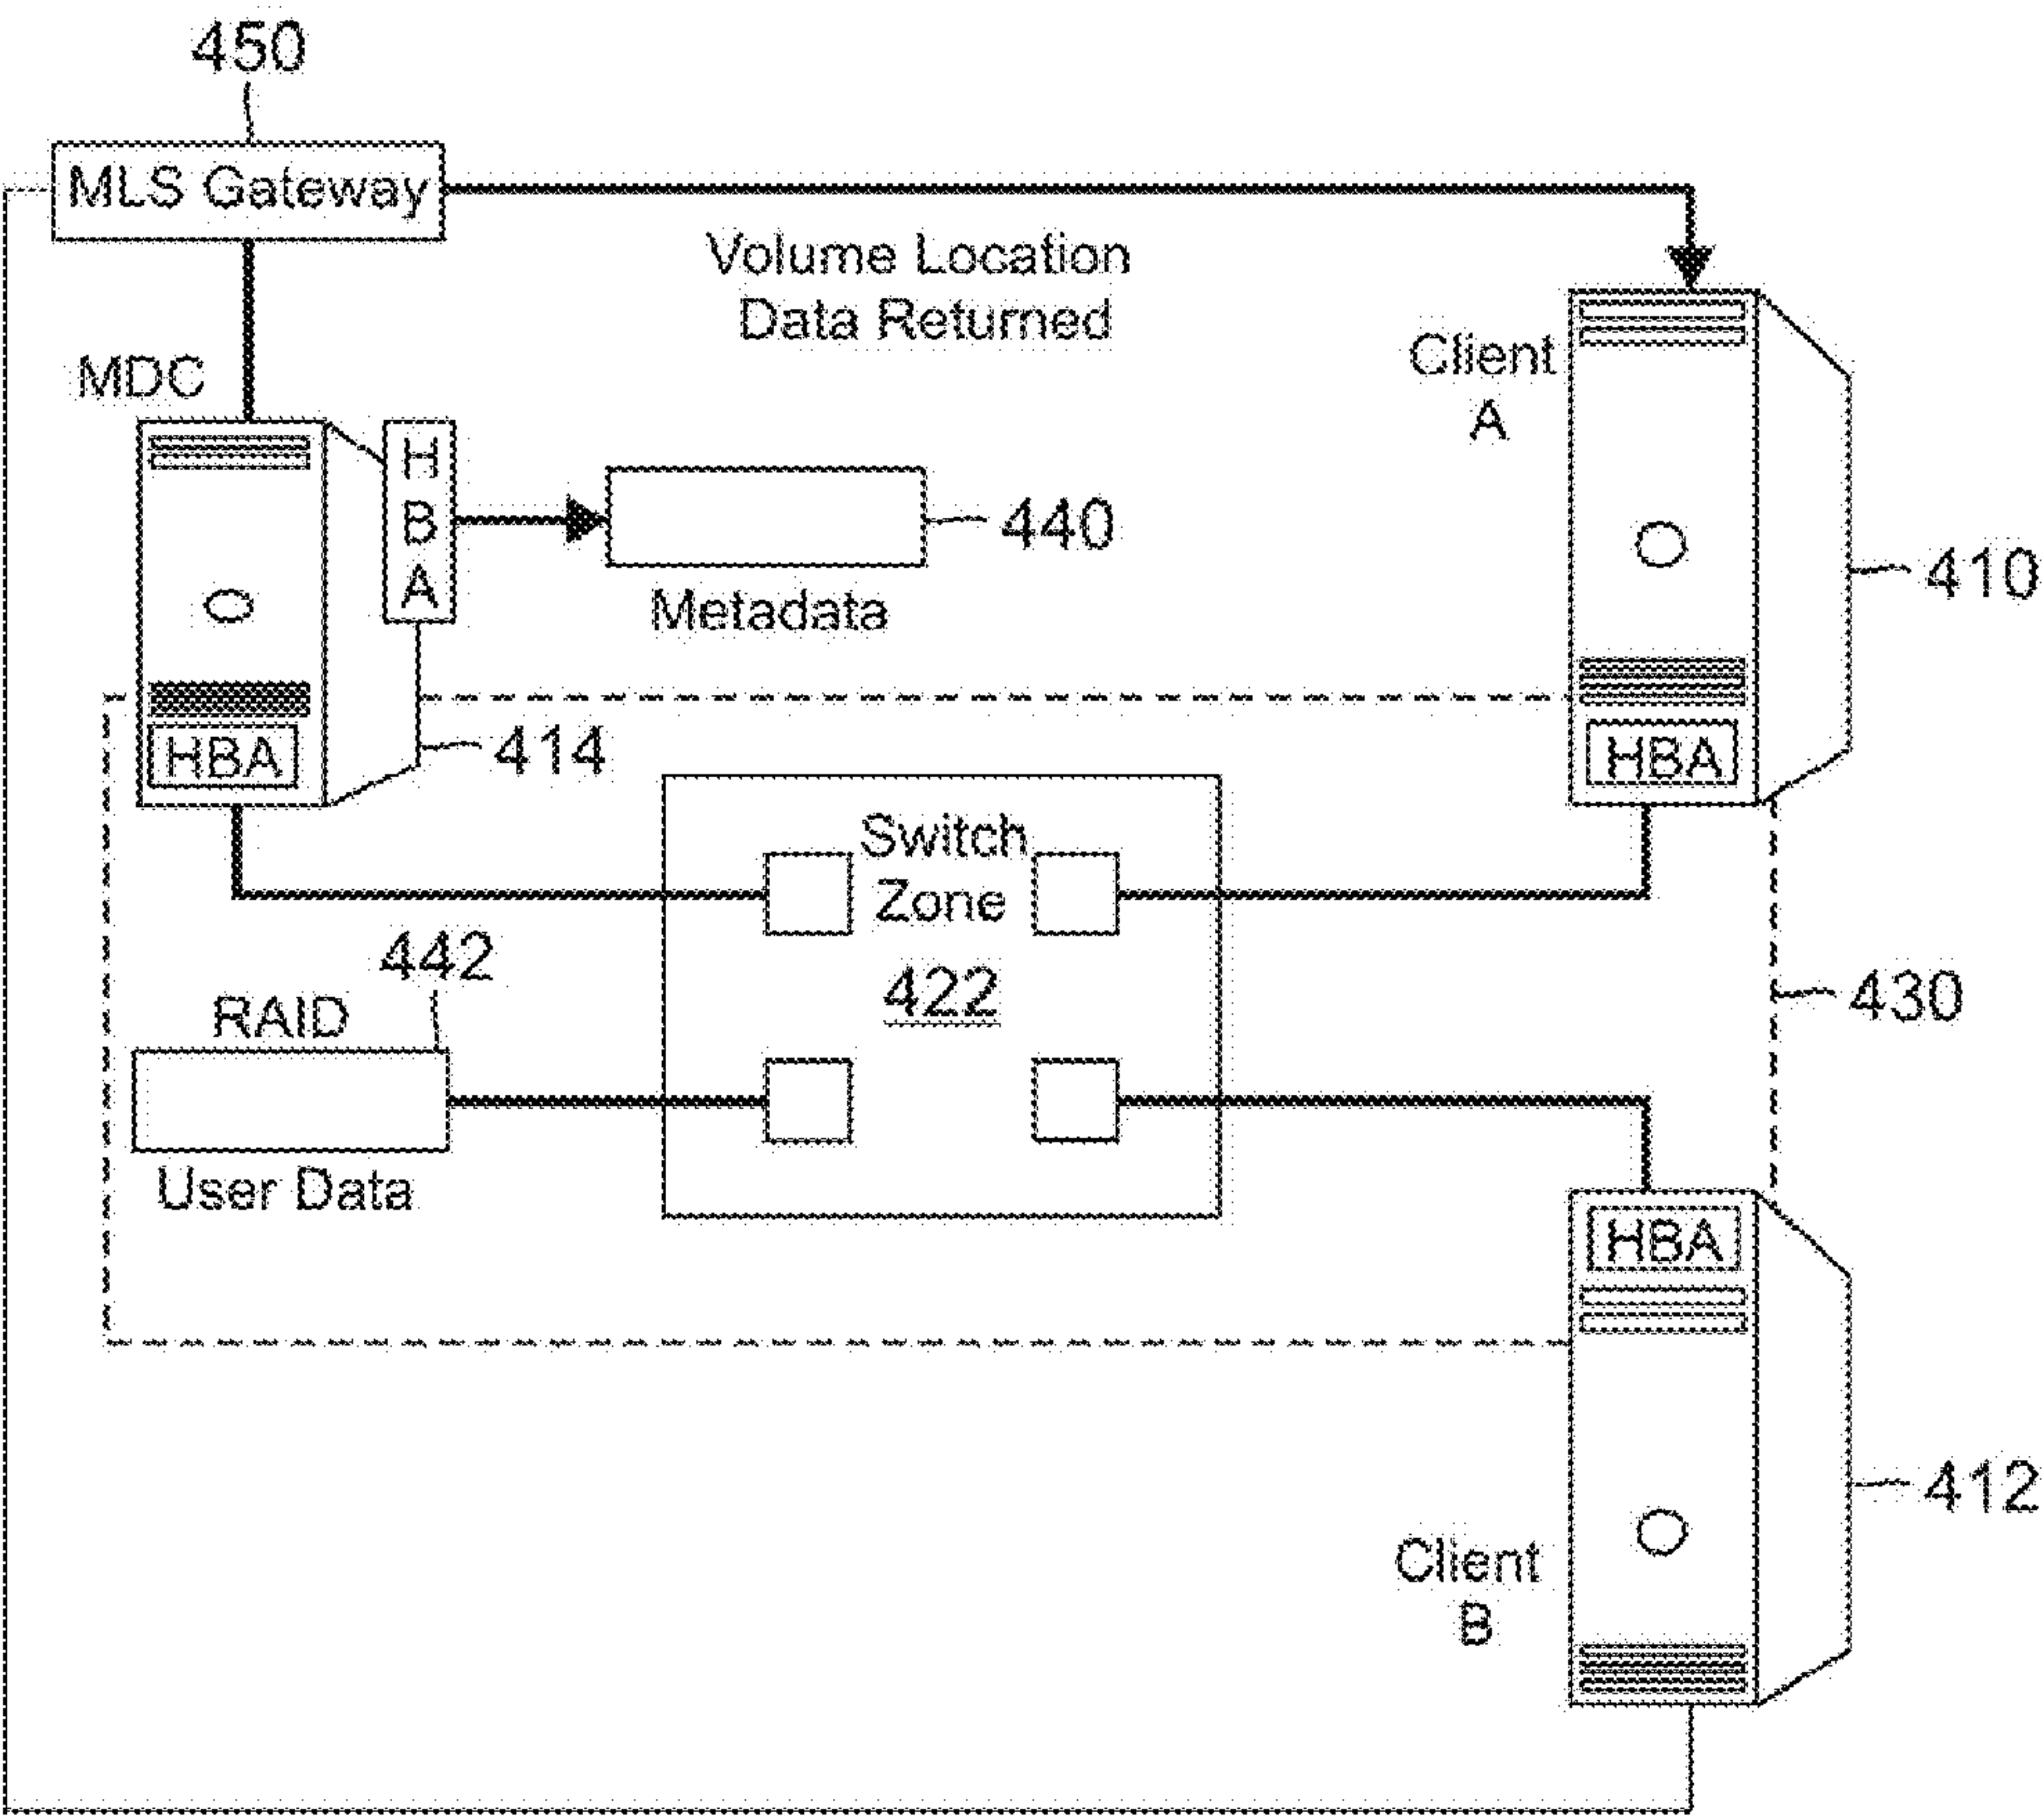 450
MLS Gateway
Volume Location
Data Returned
MDC
Client
A
H
B
A
440
Metadata
410
HBA
414
HBA
Switch
Zone
422
442
RAID
User Data
430
HBA
412
Client
B